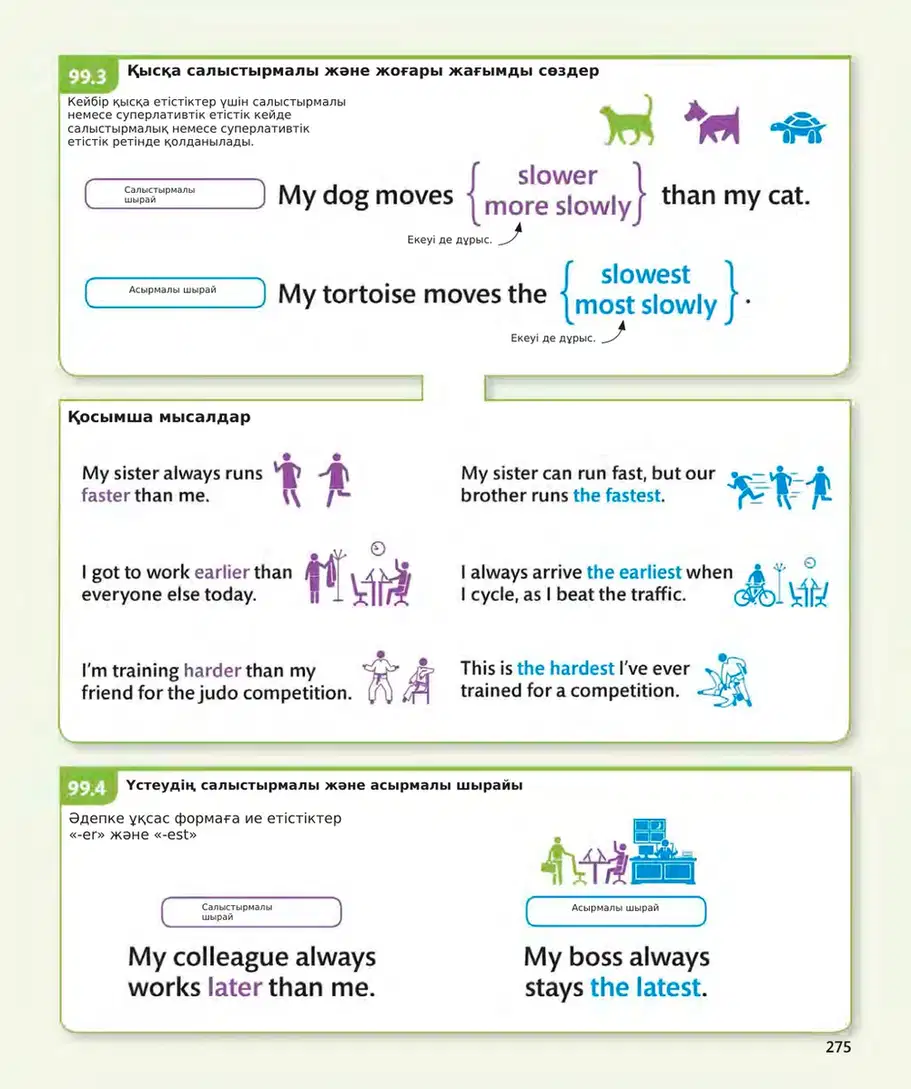 99.3
Қысқа салыстырмалы және жоғары жағымды сөздер
Кейбір қысқа етістіктер үшін салыстырмалы
немесе суперлативтік етістік кейде
салыстырмалық немесе суперлативтік
етістік ретінде қолданылады.
Салыстырмалы
шырай
My dog moves { slower
more slowly } than my cat.
Екеуі де дұрыс.
Асырмалы шырай
My tortoise moves the { slowest
most slowly } .
Екеуі де дұрыс.
Қосымша мысалдар
My sister always runs
faster than me.
My sister can run fast, but our
brother runs the fastest.
I got to work earlier than
everyone else today.
I always arrive the earliest when
I cycle, as I beat the traffic.
I'm training harder than my
friend for the judo competition.
This is the hardest I've ever
trained for a competition.
99.4
Үстеудің салыстырмалы және асырмалы шырайы
Әдепке ұқсас формаға ие етістіктер
«-er» және «-est»
Салыстырмалы
шырай
My colleague always
works later than me.
Асырмалы шырай
My boss always
stays the latest.
275